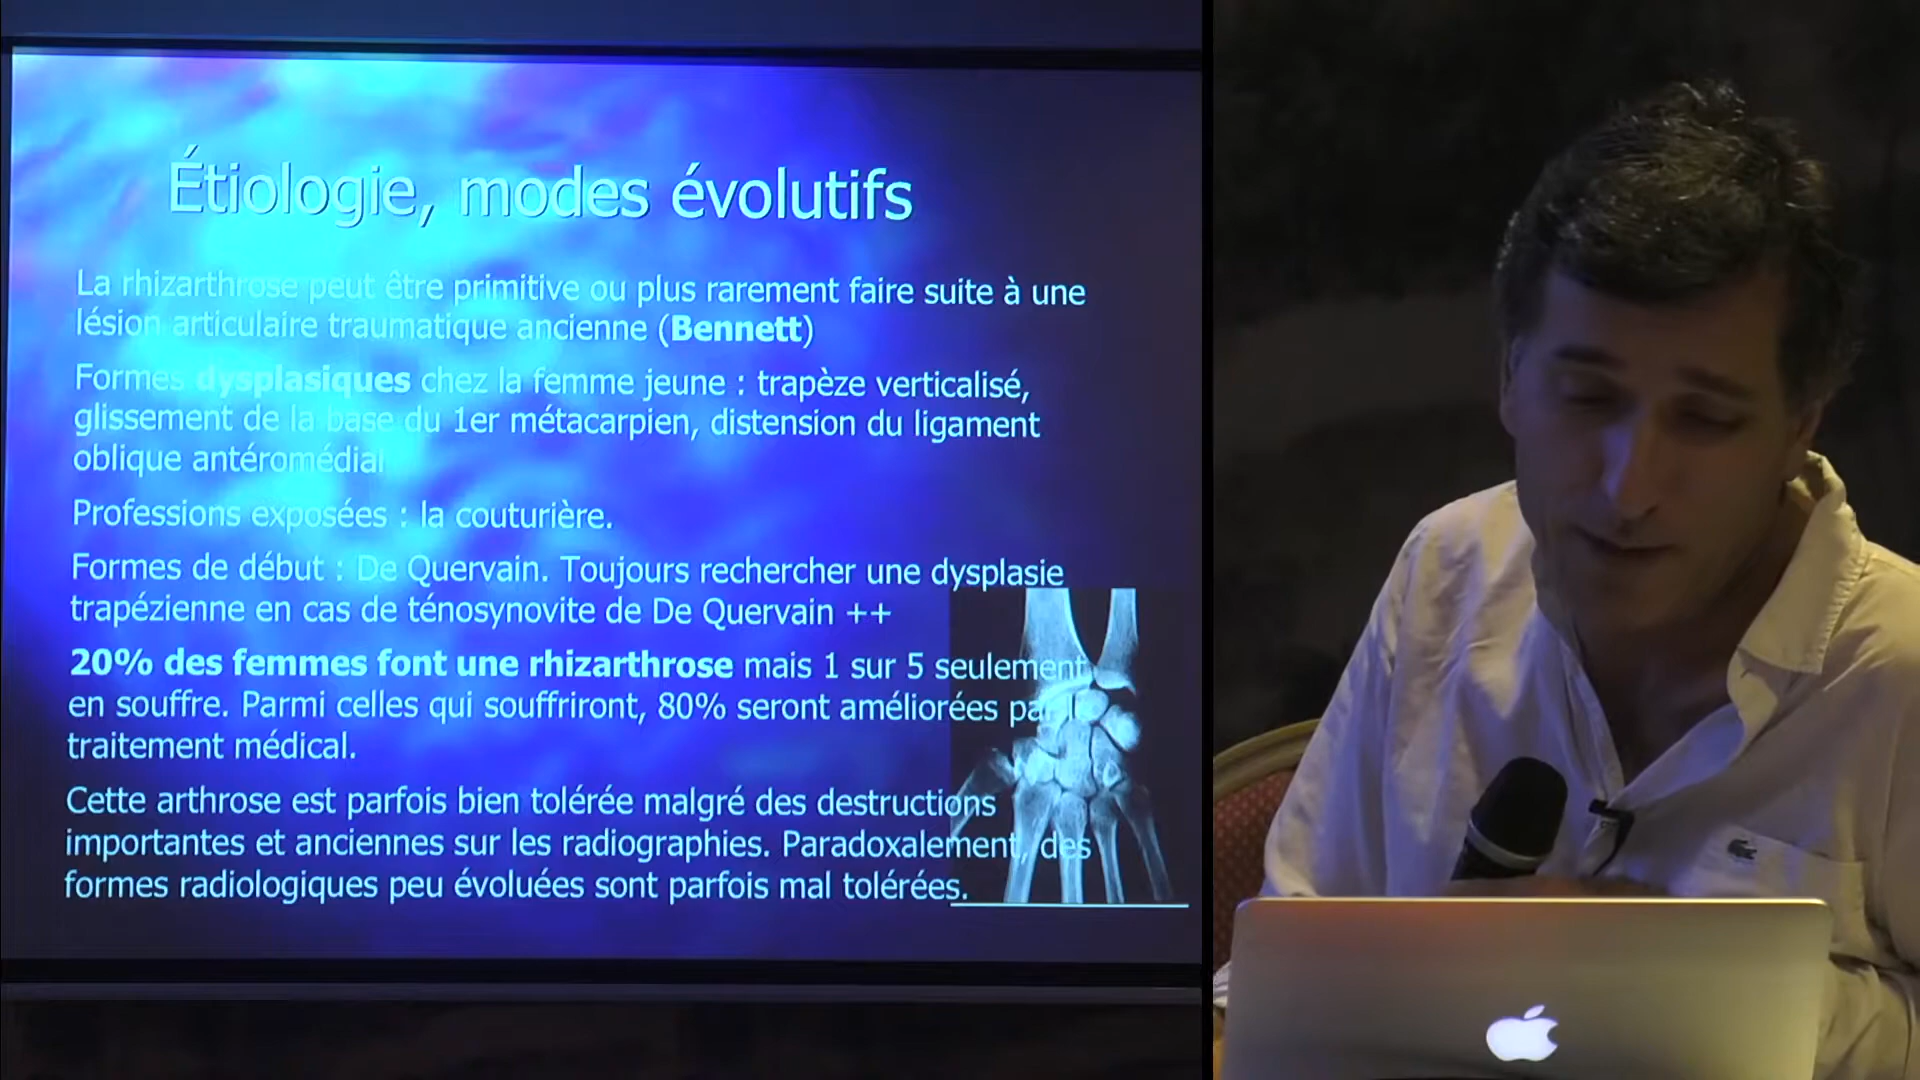 Étiologie, modes évolutifs
La rhizarthrose peut être primitive ou plus rarement faire suite à une
lésion articulaire traumatique ancienne (Bennett)
Formes dysplasiques chez la femme jeune : trapèze verticalisé,
glissement de la base du 1er métacarpien, distension du ligament
oblique antéromédial
Professions exposées : la couturière.
Formes de début : De Quervain. Toujours rechercher une dysplasie
trapézienne en cas de ténosynovite de De Quervain ++
20% des femmes font une rhizarthrose mais 1 sur 5 seulement
en souffre. Parmi celles qui souffriront, 80% seront améliorées par le
traitement médical.
Cette arthrose est parfois bien tolérée malgré des destructions
importantes et anciennes sur les radiographies. Paradoxalement, des
formes radiologiques peu évoluées sont parfois mal tolérées.